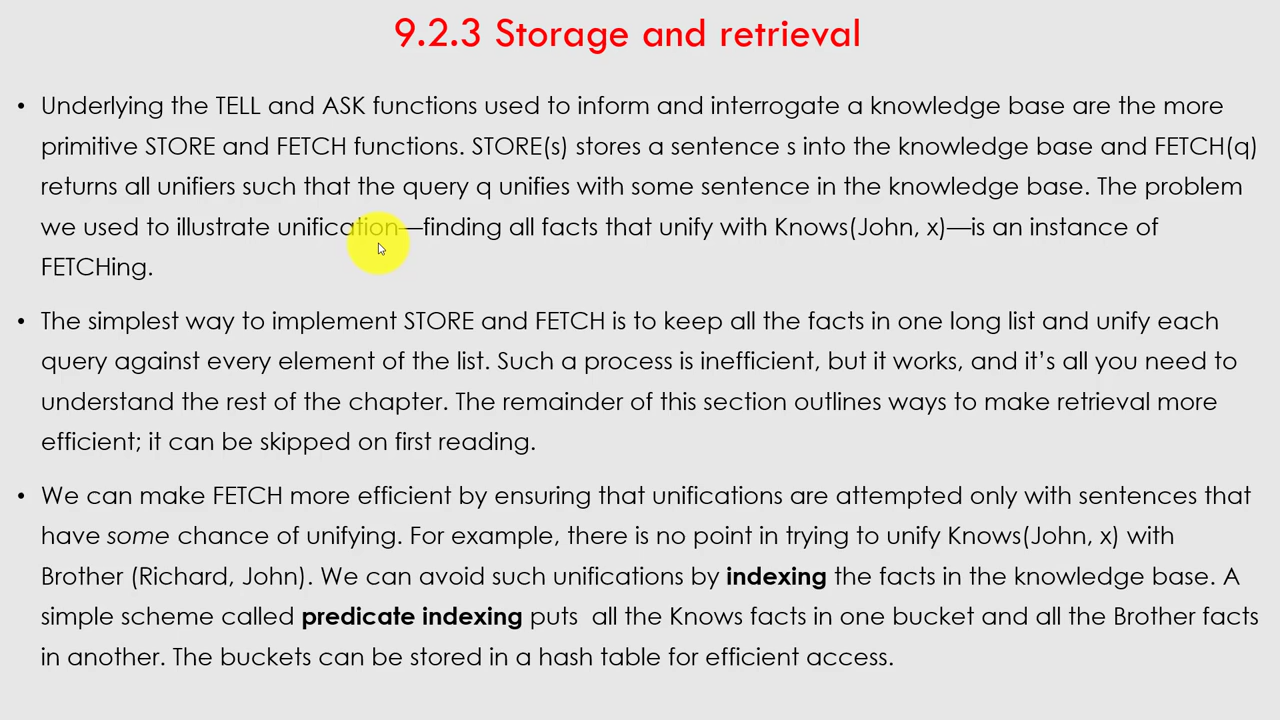 9.2.3 Storage and retrieval
• Underlying the TELL and ASK functions used to inform and interrogate a knowledge base are the more
primitive STORE and FETCH functions. STORE(s) stores a sentence s into the knowledge base and FETCH(q)
returns all unifiers such that the query q unifies with some sentence in the knowledge base. The problem
we used to illustrate unification—finding all facts that unify with Knows(John, x)—is an instance of
FETCHing.
• The simplest way to implement STORE and FETCH is to keep all the facts in one long list and unify each
query against every element of the list. Such a process is inefficient, but it works, and it’s all you need to
understand the rest of the chapter. The remainder of this section outlines ways to make retrieval more
efficient; it can be skipped on first reading.
• We can make FETCH more efficient by ensuring that unifications are attempted only with sentences that
have some chance of unifying. For example, there is no point in trying to unify Knows(John, x) with
Brother (Richard, John). We can avoid such unifications by indexing the facts in the knowledge base. A
simple scheme called predicate indexing puts  all the Knows facts in one bucket and all the Brother facts
in another. The buckets can be stored in a hash table for efficient access.